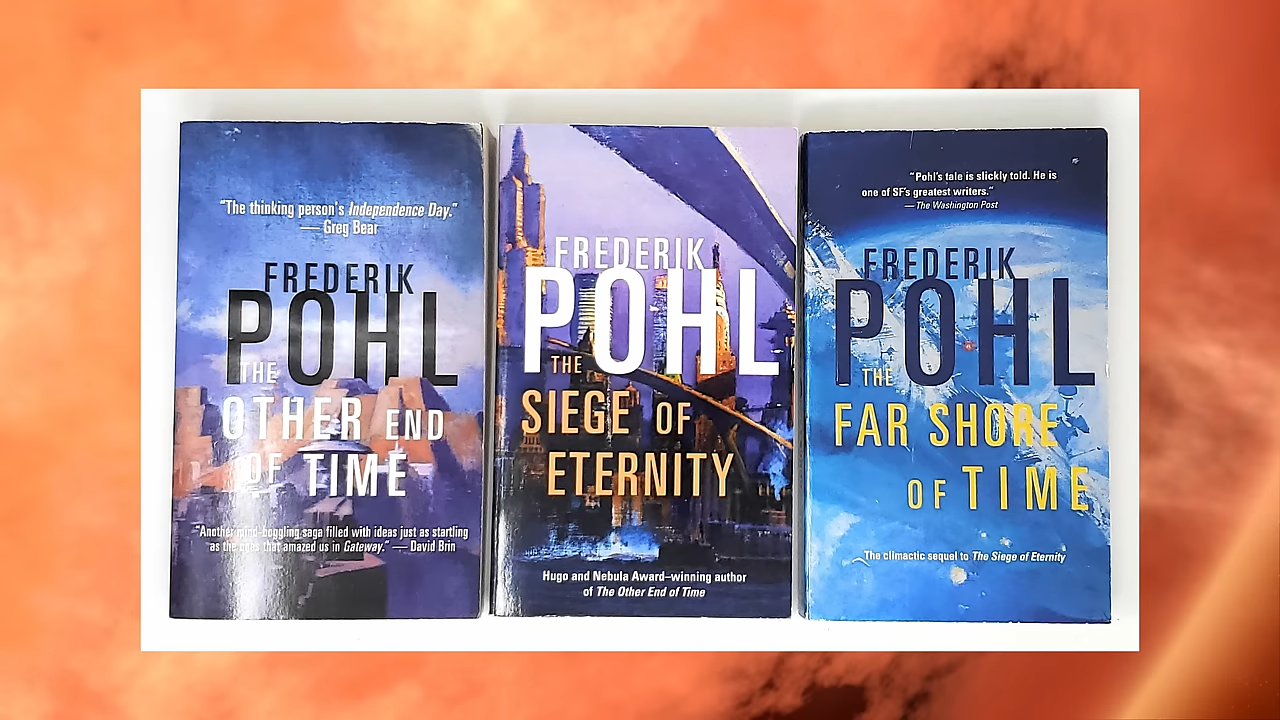 “The thinking person's Independence Day.”
— Greg Bear
FREDERIK
POHL
THE
OTHER END
OF TIME
“Another mind-boggling saga filled with ideas just as startling
as the ones that amazed us in Gateway.” — David Brin
FREDERIK
POHL
THE
SIEGE OF
ETERNITY
Hugo and Nebula Award–winning author
of The Other End of Time
“Pohl's tale is slickly told. He is
one of SF's greatest writers.”
— The Washington Post
FREDERIK
POHL
THE
FAR SHORE
OF TIME
The climactic sequel to The Siege of Eternity